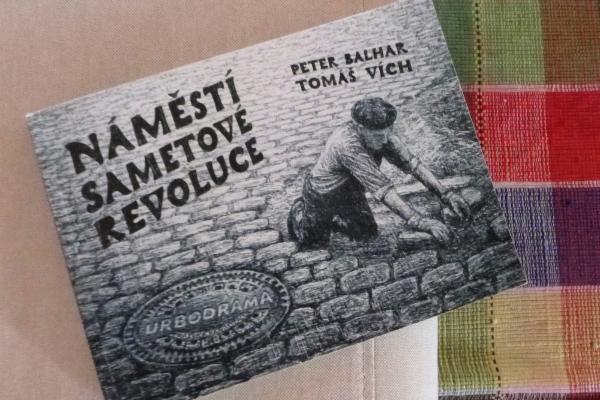 PETER BALHAR
TOMÁŠ VÍCH
NÁMĚSTÍ
SAMETOVÉ
REVOLUCE
URBODRAMA